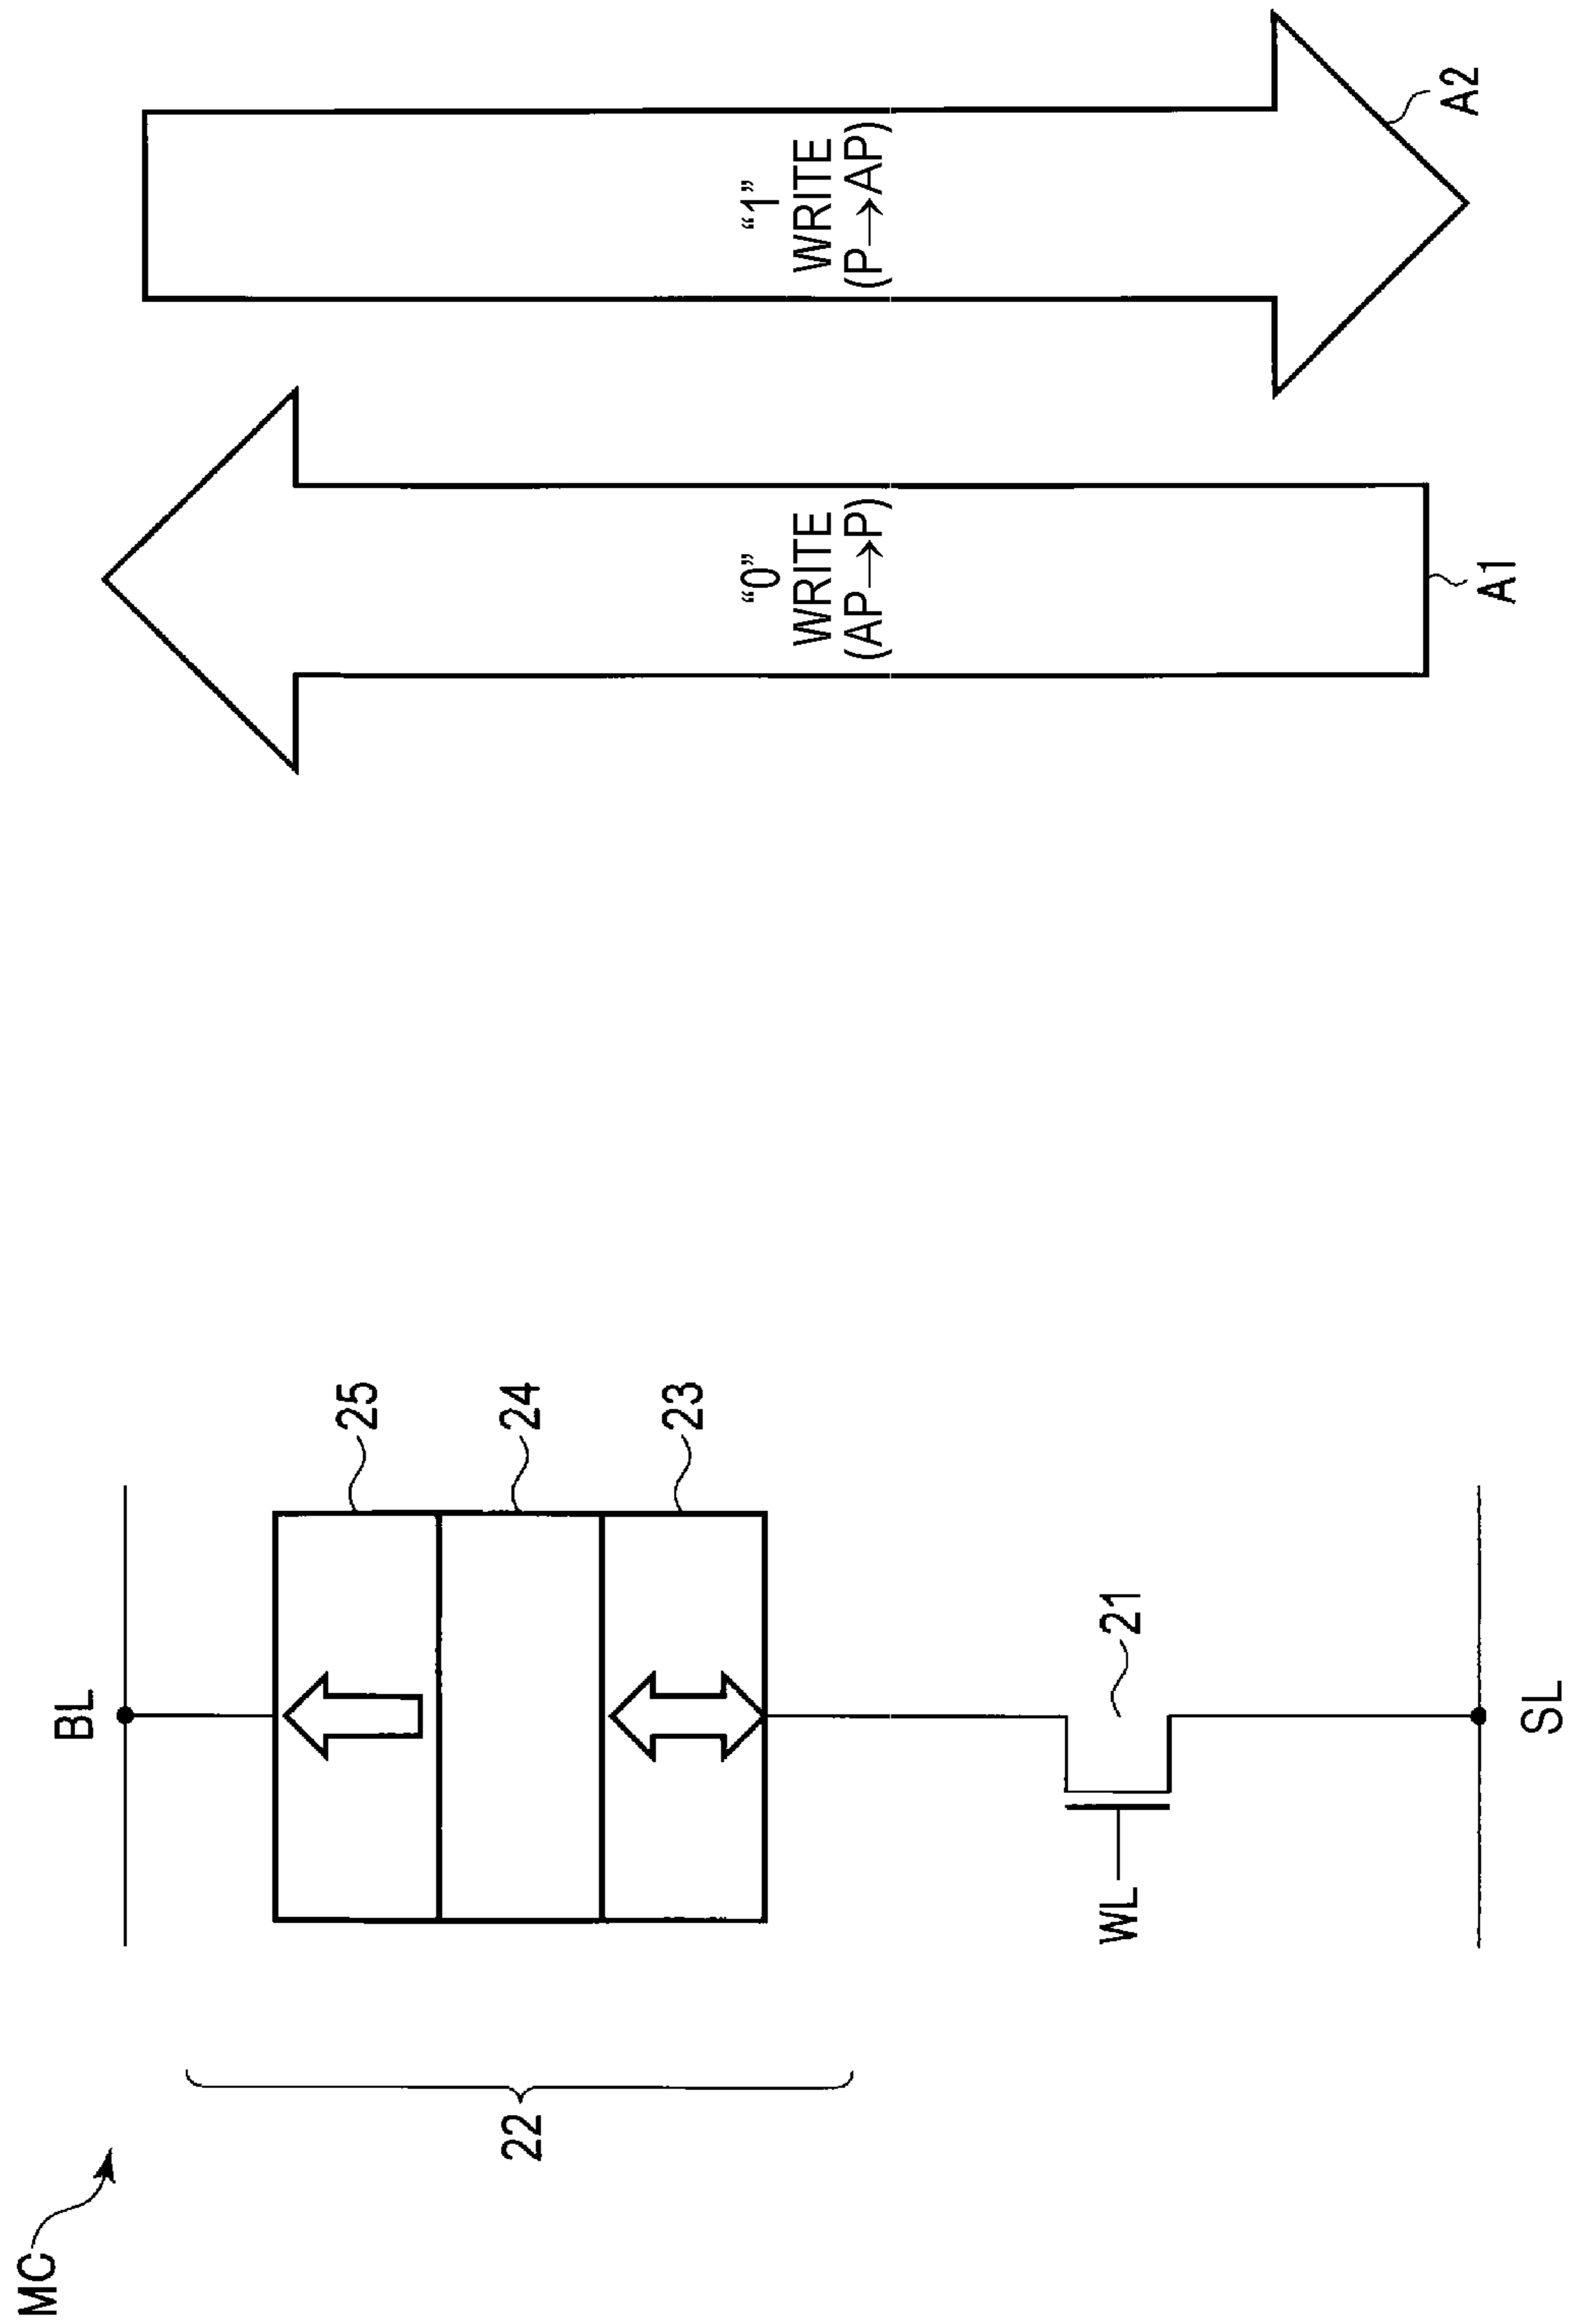 MC
BL
25
22
24
23
“0”
WRITE
(AP→P)
“1”
WRITE
(P→AP)
WL
21
SL
A1
A2